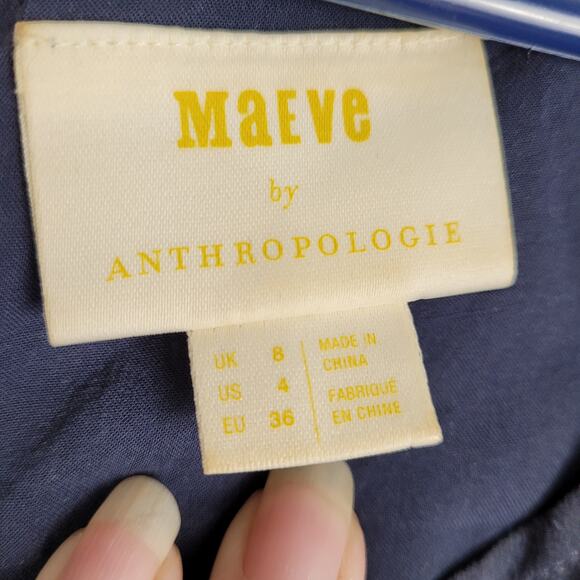 MaEVe
by
ANTHROPOLOGIE
UK 8
US 4
EU 36
MADE IN
CHINA
FABRIQUÉ
EN CHINE